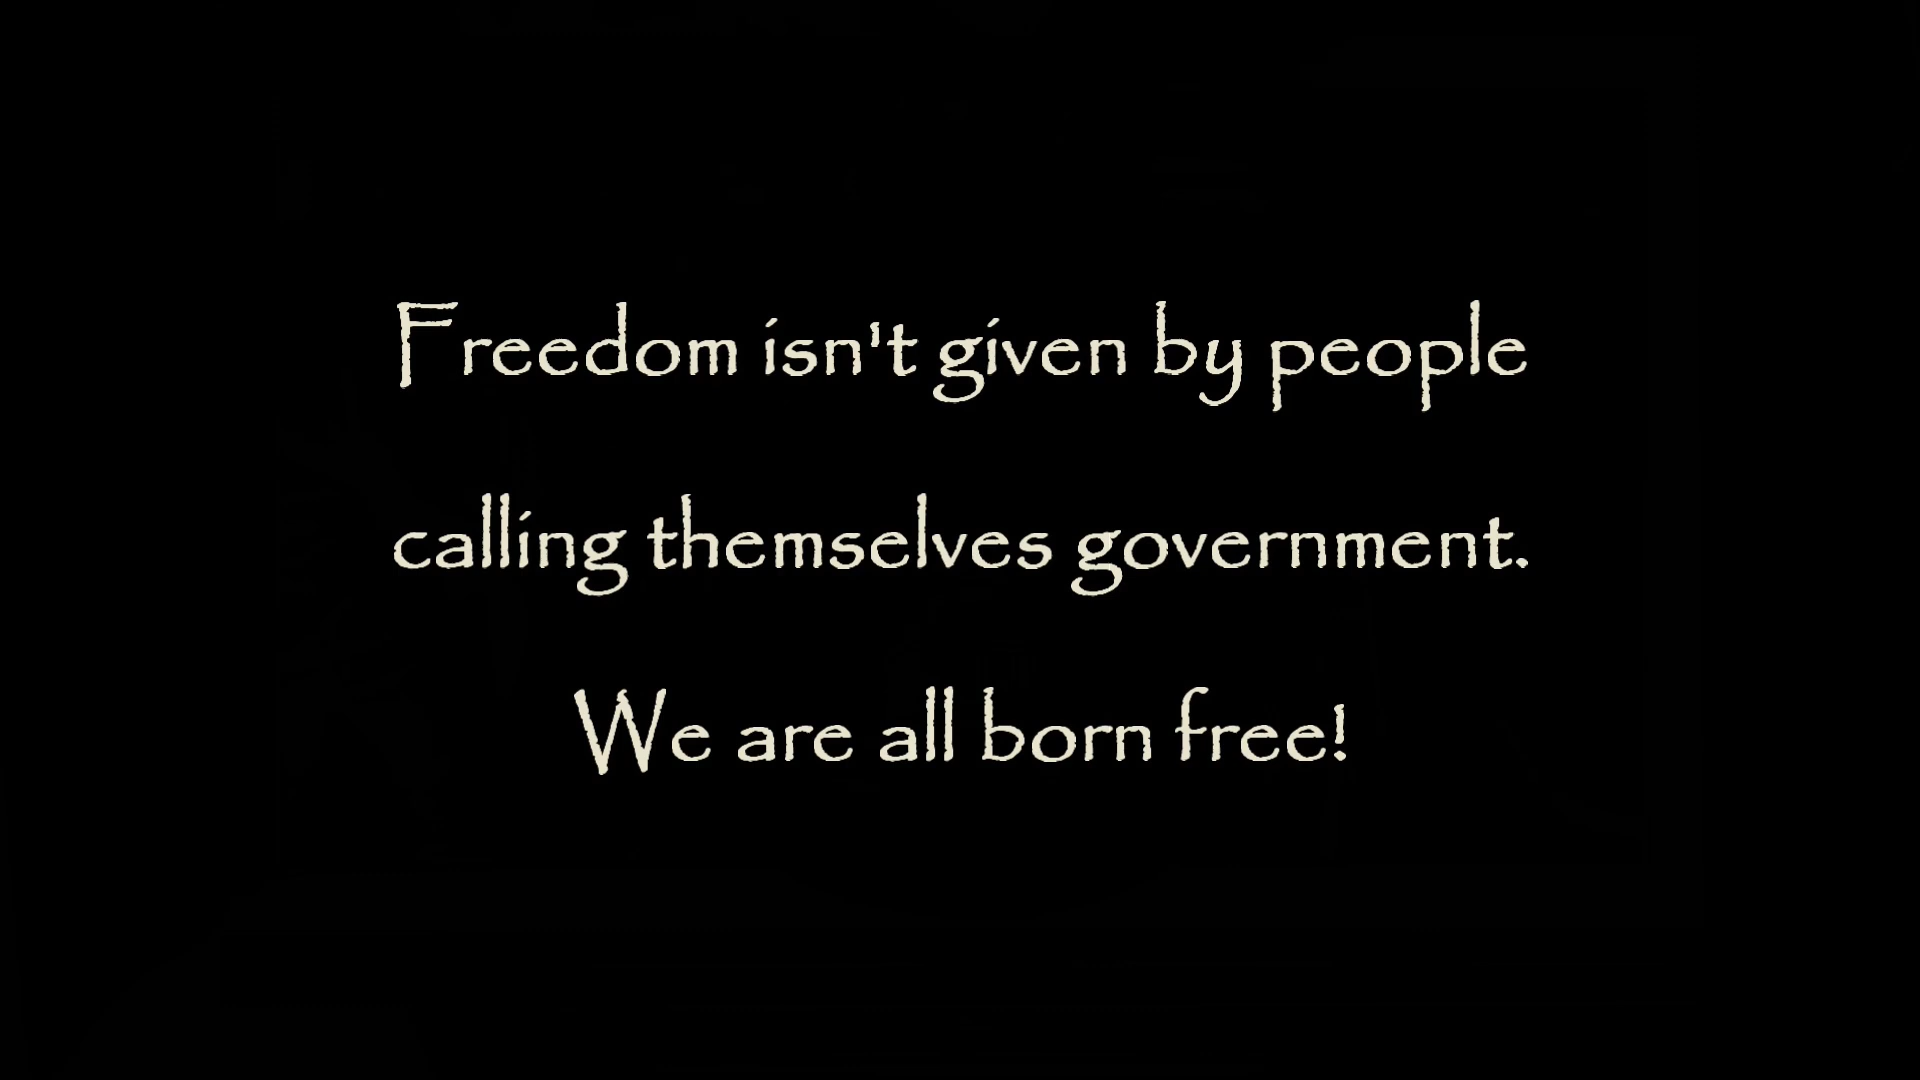 Freedom isn't given by people
calling themselves government.
We are all born free!